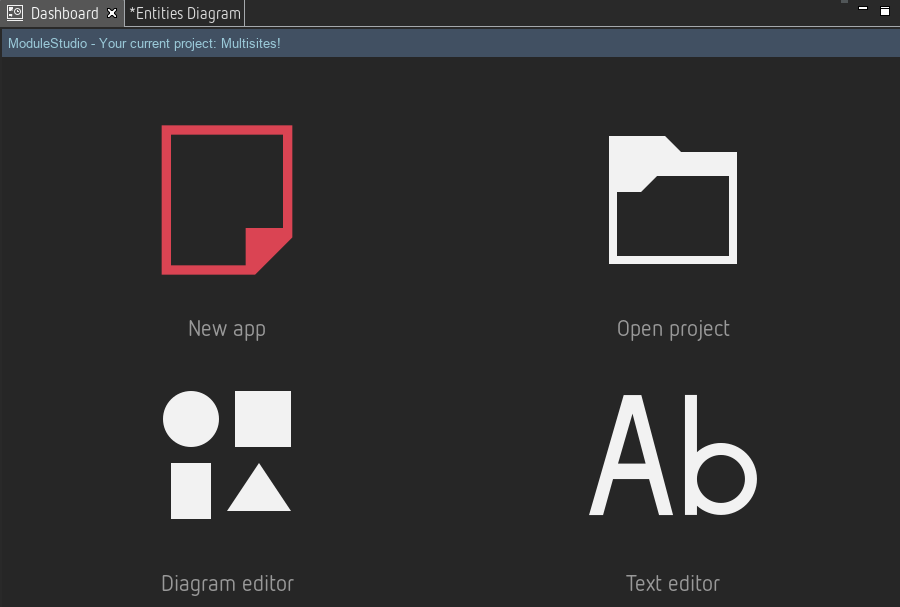 Dashboard
*Entities Diagram
ModuleStudio - Your current project: Multisites!
New app
Open project
Ab
Diagram editor
Text editor